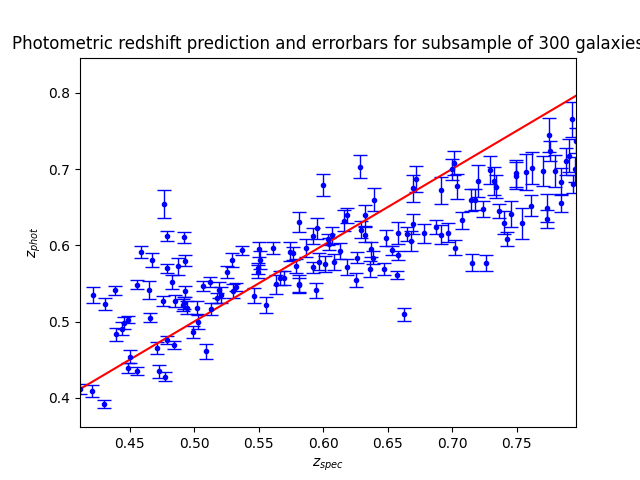 Photometric redshift prediction and errorbars for subsample of 300 galaxies
0.8
0.7
0.6
0.5
0.4
z_phot
0.45 0.50 0.55 0.60 0.65 0.70 0.75
z_spec